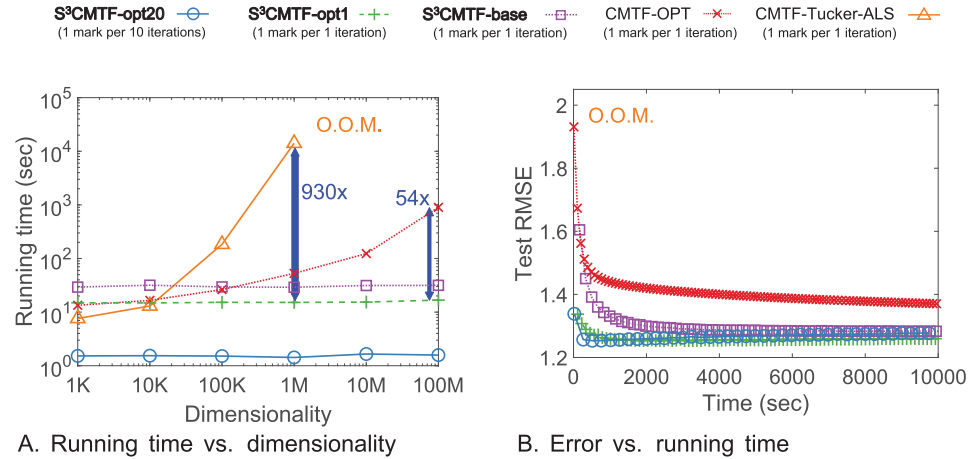 S³CMTF-opt20 S³CMTF-opt1 S³CMTF-base CMTF-OPT CMTF-Tucker-ALS
(1 mark per 10 iterations) (1 mark per 1 iteration) (1 mark per 1 iteration) (1 mark per 1 iteration) (1 mark per 1 iteration)
Running time (sec)
10⁵
10⁴
10³
10²
10¹
10⁰
O.O.M.
930x
54x
1K 10K 100K 1M 10M 100M
Dimensionality
A. Running time vs. dimensionality
Test RMSE
2
1.8
1.6
1.4
1.2
O.O.M.
0 2000 4000 6000 8000 10000
Time (sec)
B. Error vs. running time